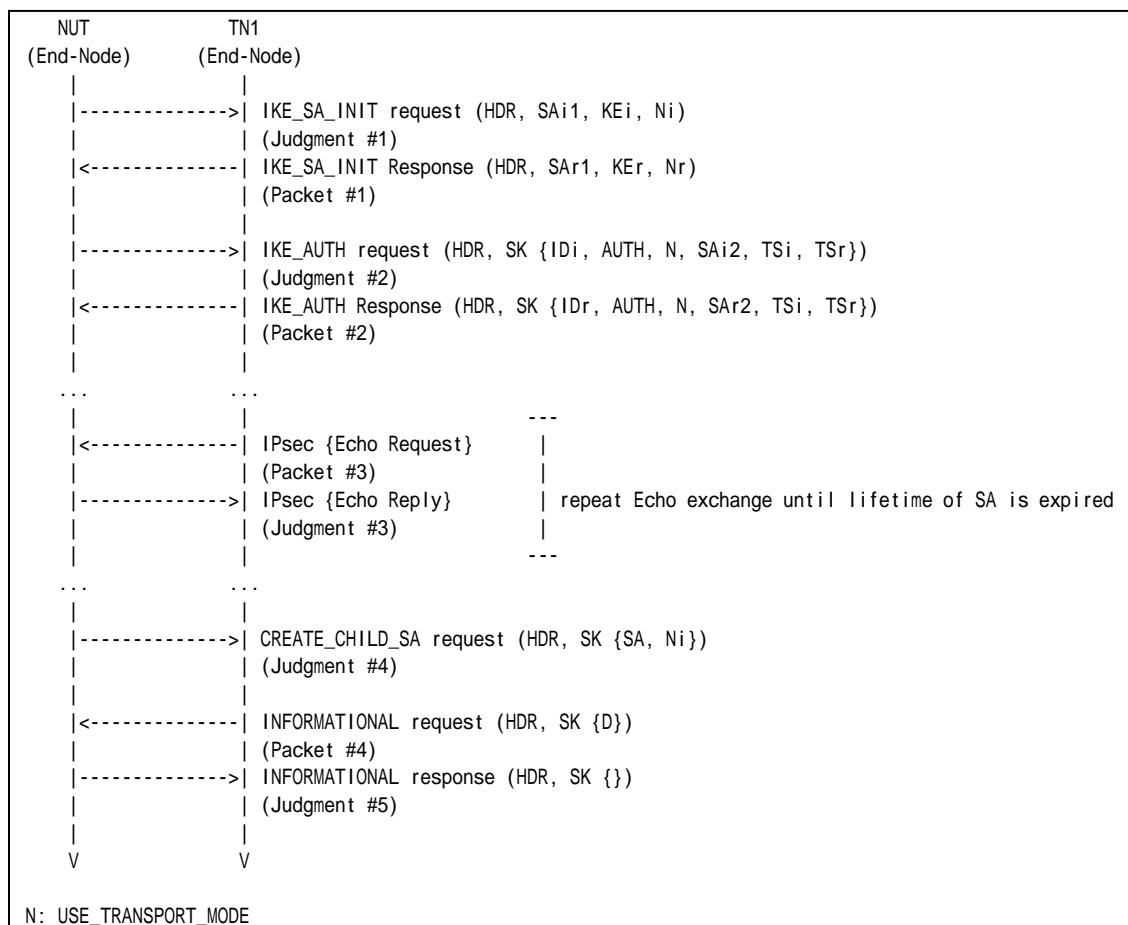 NUT TN1
(End-Node) (End-Node)
| |
|-------------->| IKE_SA_INIT request (HDR, SAi1, KEi, Ni)
| | (Judgment #1)
|<--------------| IKE_SA_INIT Response (HDR, SAr1, KEr, Nr)
| | (Packet #1)
| |
|-------------->| IKE_AUTH request (HDR, SK {IDi, AUTH, N, SAi2, TSi, TSr})
| | (Judgment #2)
|<--------------| IKE_AUTH Response (HDR, SK {IDr, AUTH, N, SAr2, TSi, TSr})
| | (Packet #2)
| |
... ...
| | ---
|<--------------| IPsec {Echo Request} |
| | (Packet #3) |
|-------------->| IPsec {Echo Reply} | repeat Echo exchange until lifetime of SA is expired
| | (Judgment #3) |
| | ---
... ...
| |
|-------------->| CREATE_CHILD_SA request (HDR, SK {SA, Ni})
| | (Judgment #4)
| |
|<--------------| INFORMATIONAL request (HDR, SK {D})
| | (Packet #4)
|-------------->| INFORMATIONAL response (HDR, SK {})
| | (Judgment #5)
| |
V V
N: USE_TRANSPORT_MODE